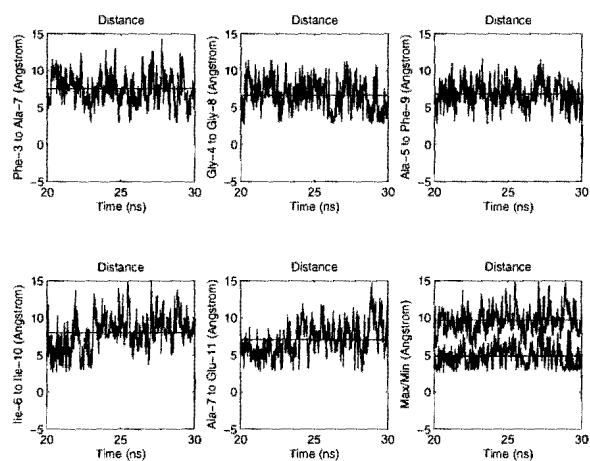 Distance
Distance
Distance
Phe-3 to Ala-7 (Angstrom)
15
10
5
0
-5
20
25
30
Time (ns)
Gly-4 to Gly-8 (Angstrom)
15
10
5
0
-5
20
25
30
Time (ns)
Ala-5 to Phe-9 (Angstrom)
15
10
5
0
-5
20
25
30
Time (ns)
Distance
Distance
Distance
Ile-6 to Ile-10 (Angstrom)
15
10
5
0
-5
20
25
30
Time (ns)
Ala-7 to Glu-11 (Angstrom)
15
10
5
0
-5
20
25
30
Time (ns)
Max/Min (Angstrom)
15
10
5
0
-5
20
25
30
Time (ns)